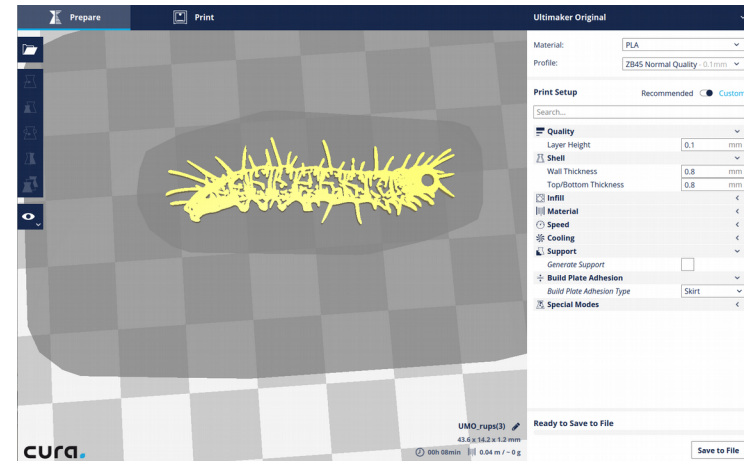 Prepare
Print
Ultimaker Original
Material:
PLA
Profile:
ZB45 Normal Quality - 0.1mm
Print Setup
Recommended
Custom
Search...
Quality
Layer Height
0.1 mm
Shell
Wall Thickness
0.8 mm
Top/Bottom Thickness
0.8 mm
Infill
Material
Speed
Cooling
Support
Generate Support
Build Plate Adhesion
Build Plate Adhesion Type
Skirt
Special Modes
UMO_rups(3)
43.6 x 14.2 x 1.2 mm
00h 08min
0.04 m / ~ 0 g
cura.
Ready to Save to File
Save to File